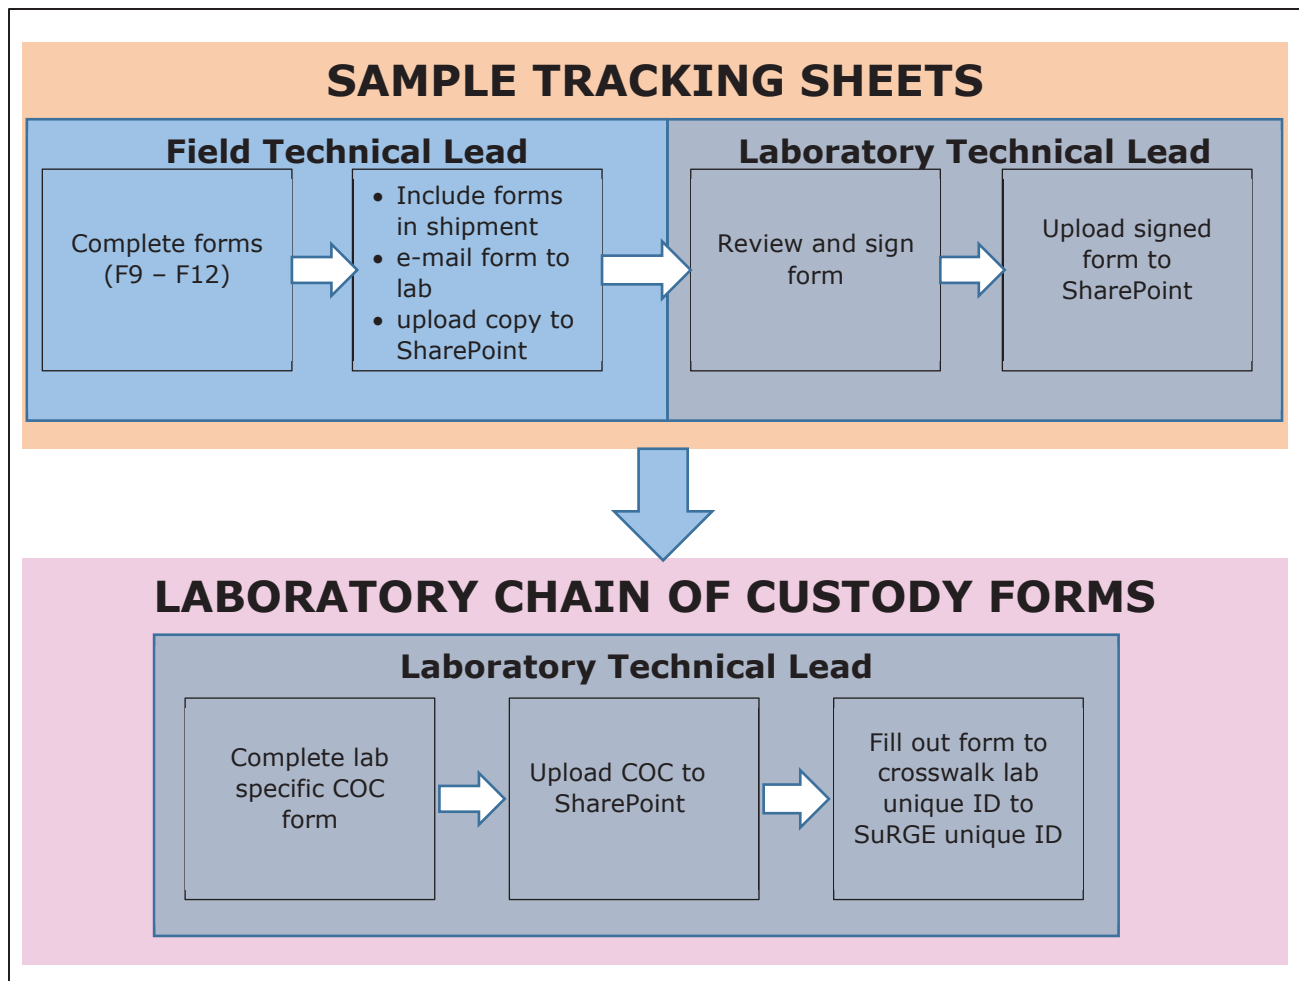 SAMPLE TRACKING SHEETS
Field Technical Lead
Complete forms
(F9 – F12)
• Include forms
in shipment
• e-mail form to
lab
• upload copy to
SharePoint
Laboratory Technical Lead
Review and sign
form
Upload signed
form to
SharePoint
LABORATORY CHAIN OF CUSTODY FORMS
Laboratory Technical Lead
Complete lab
specific COC
form
Upload COC to
SharePoint
Fill out form to
crosswalk lab
unique ID to
SuRGE unique ID